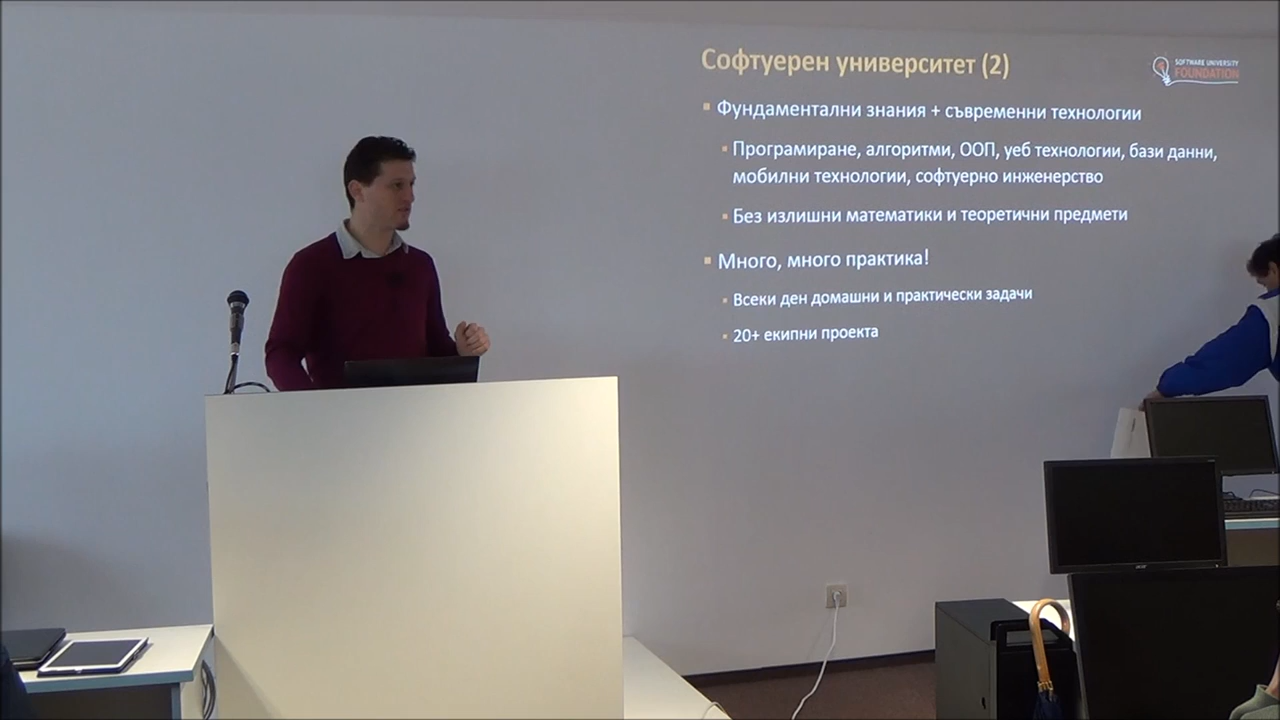 Софтуерен университет (2)
SOFTWARE UNIVERSITY
FOUNDATION
Фундаментални знания + съвременни технологии
Програмиране, алгоритми, ООП, уеб технологии, бази данни,
мобилни технологии, софтуерно инженерство
Без излишни математики и теоретични предмети
Много, много практика!
Всеки ден домашни и практически задачи
20+ екипни проекта